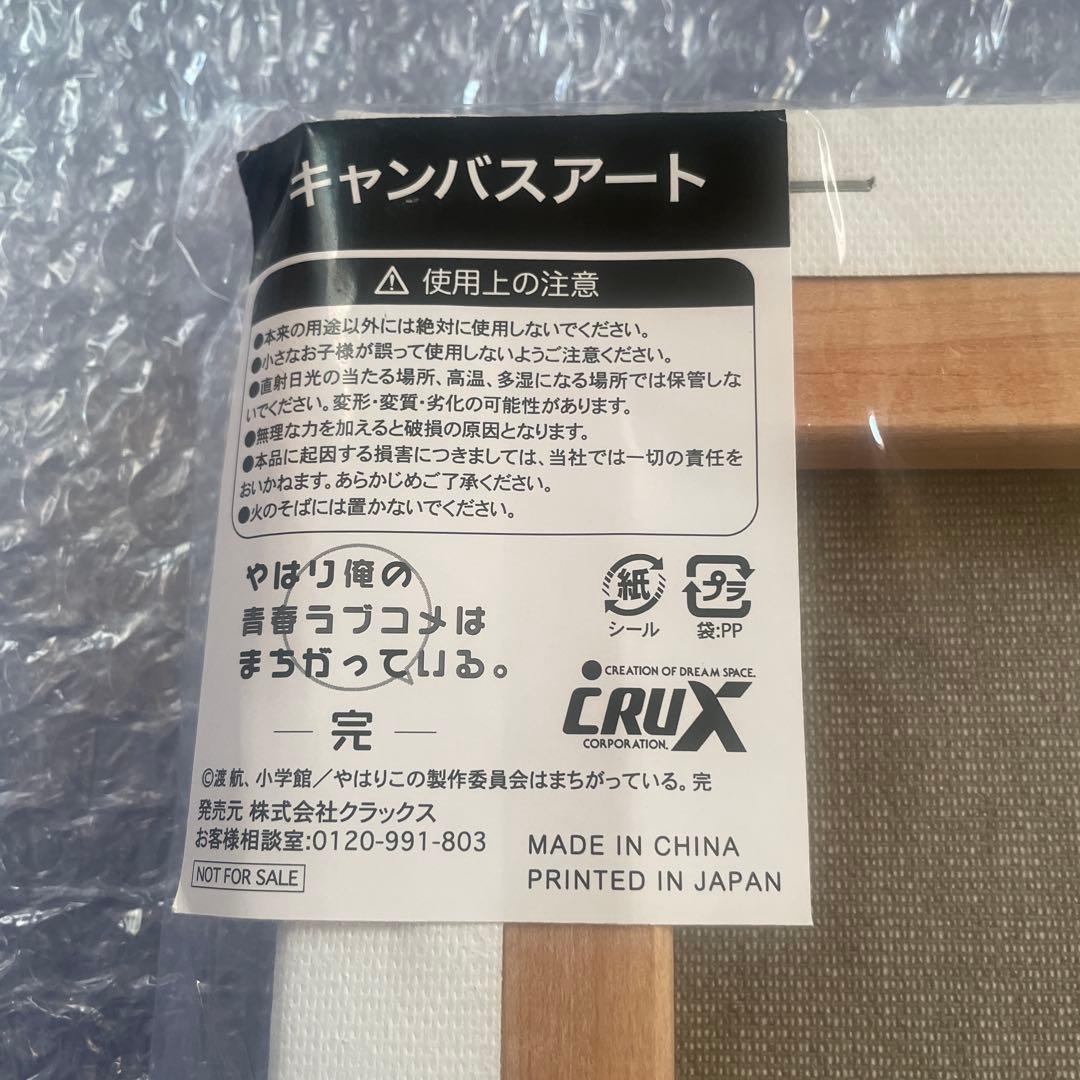 キャンバスアート
⚠ 使用上の注意
●本来の用途以外には絶対に使用しないでください。
●小さなお子様が誤って使用しないようご注意ください。
●直射日光の当たる場所、高温、多湿になる場所では保管しな
いでください。変形・変質・劣化の可能性があります。
●無理な力を加えると破損の原因となります。
●本品に起因する損害につきましては、当社では一切の責任を
おいかねます。あらかじめご了承ください。
●火のそばには置かないでください。
やはり俺の
青春ラブコメは
まちがっている。
— 完 —
紙
シール
プラ
袋:PP
CREATION OF DREAM SPACE.
CRUX
CORPORATION.
©渡 航、小学館／やはりこの製作委員会はまちがっている。完
発売元 株式会社クラックス
お客様相談室:0120-991-803
NOT FOR SALE
MADE IN CHINA
PRINTED IN JAPAN